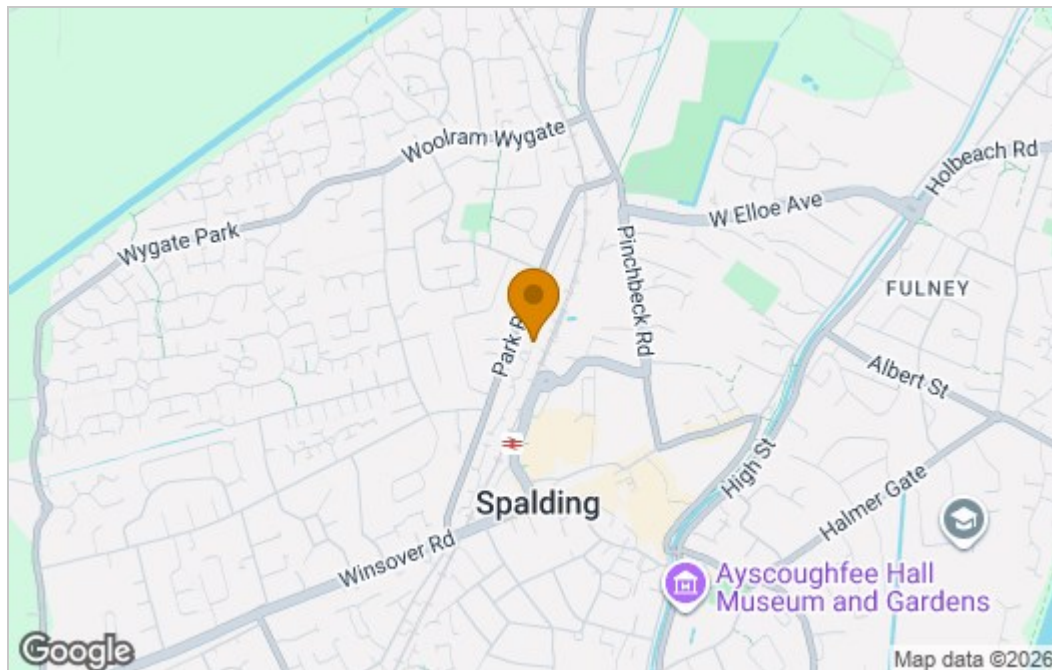 Woolram Wygate
Holbeach Rd
W Elloe Ave
Wygate Park
Pinchbeck Rd
FULNEY
Park R
Albert St
High St
Spalding
Halmer Gate
Winsover Rd
Ayscoughfee Hall
Museum and Gardens
Google
Map data ©2026